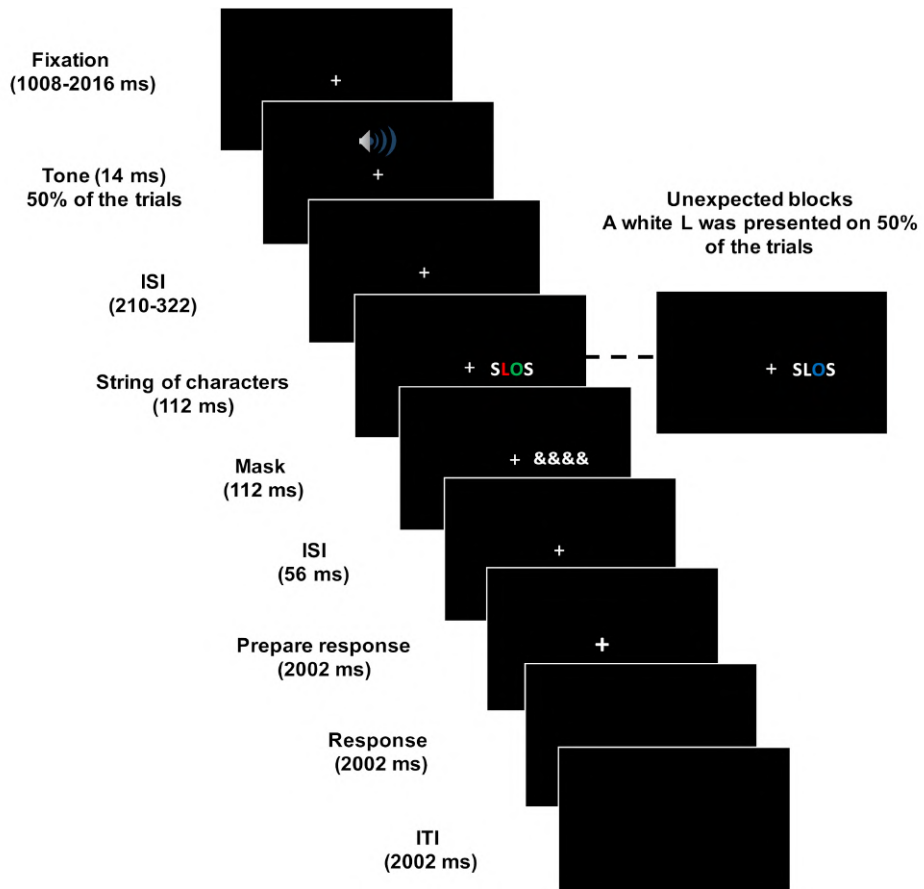 Fixation
(1008-2016 ms)
+
Tone (14 ms)
50% of the trials
+
ISI
(210-322)
+
Unexpected blocks
A white L was presented on 50%
of the trials
String of characters
(112 ms)
+ SLOS
+ SLOS
Mask
(112 ms)
+ &&&&
ISI
(56 ms)
+
Prepare response
(2002 ms)
+
Response
(2002 ms)
ITI
(2002 ms)